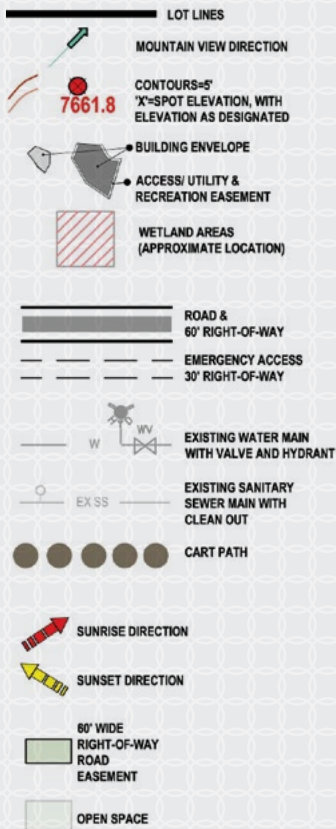 LOT LINES
MOUNTAIN VIEW DIRECTION
CONTOURS=5'
'X'=SPOT ELEVATION, WITH
ELEVATION AS DESIGNATED
7661.8
BUILDING ENVELOPE
ACCESS/ UTILITY &
RECREATION EASEMENT
WETLAND AREAS
(APPROXIMATE LOCATION)
ROAD &
60' RIGHT-OF-WAY
EMERGENCY ACCESS
30' RIGHT-OF-WAY
W
WV
EXISTING WATER MAIN
WITH VALVE AND HYDRANT
EX SS
EXISTING SANITARY
SEWER MAIN WITH
CLEAN OUT
CART PATH
SUNRISE DIRECTION
SUNSET DIRECTION
60' WIDE
RIGHT-OF-WAY
ROAD
EASEMENT
OPEN SPACE